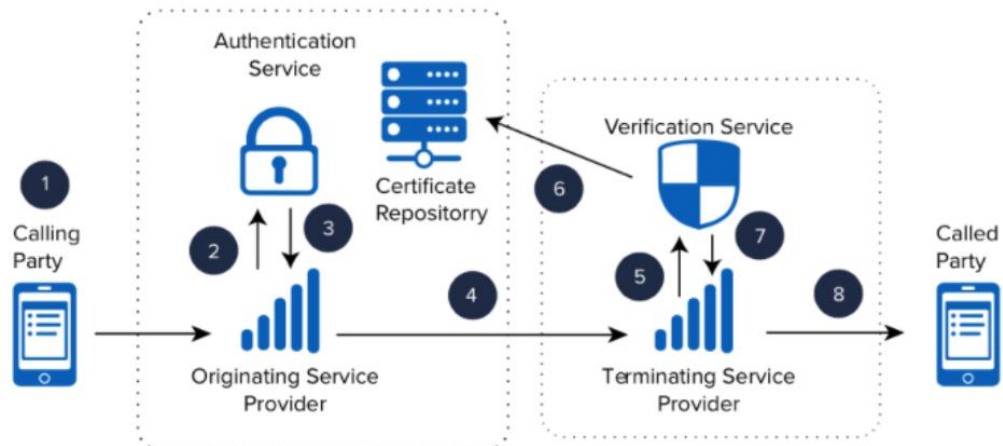 Authentication
Service
Certificate
Repositorry
Verification Service
1
Calling
Party
2
3
4
5
6
7
8
Called
Party
Originating Service
Provider
Terminating Service
Provider